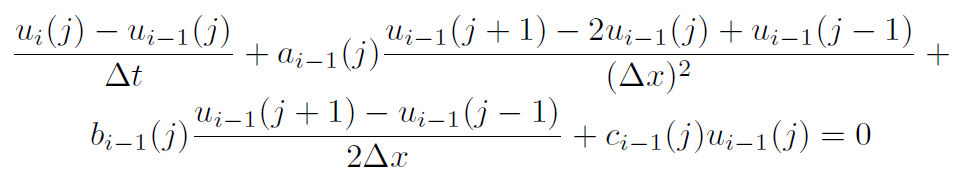 \frac{u_i(j) - u_{i-1}(j)}{\Delta t} + a_{i-1}(j)\frac{u_{i-1}(j+1) - 2u_{i-1}(j) + u_{i-1}(j-1)}{(\Delta x)^2} +
b_{i-1}(j)\frac{u_{i-1}(j+1) - u_{i-1}(j-1)}{2\Delta x} + c_{i-1}(j)u_{i-1}(j) = 0